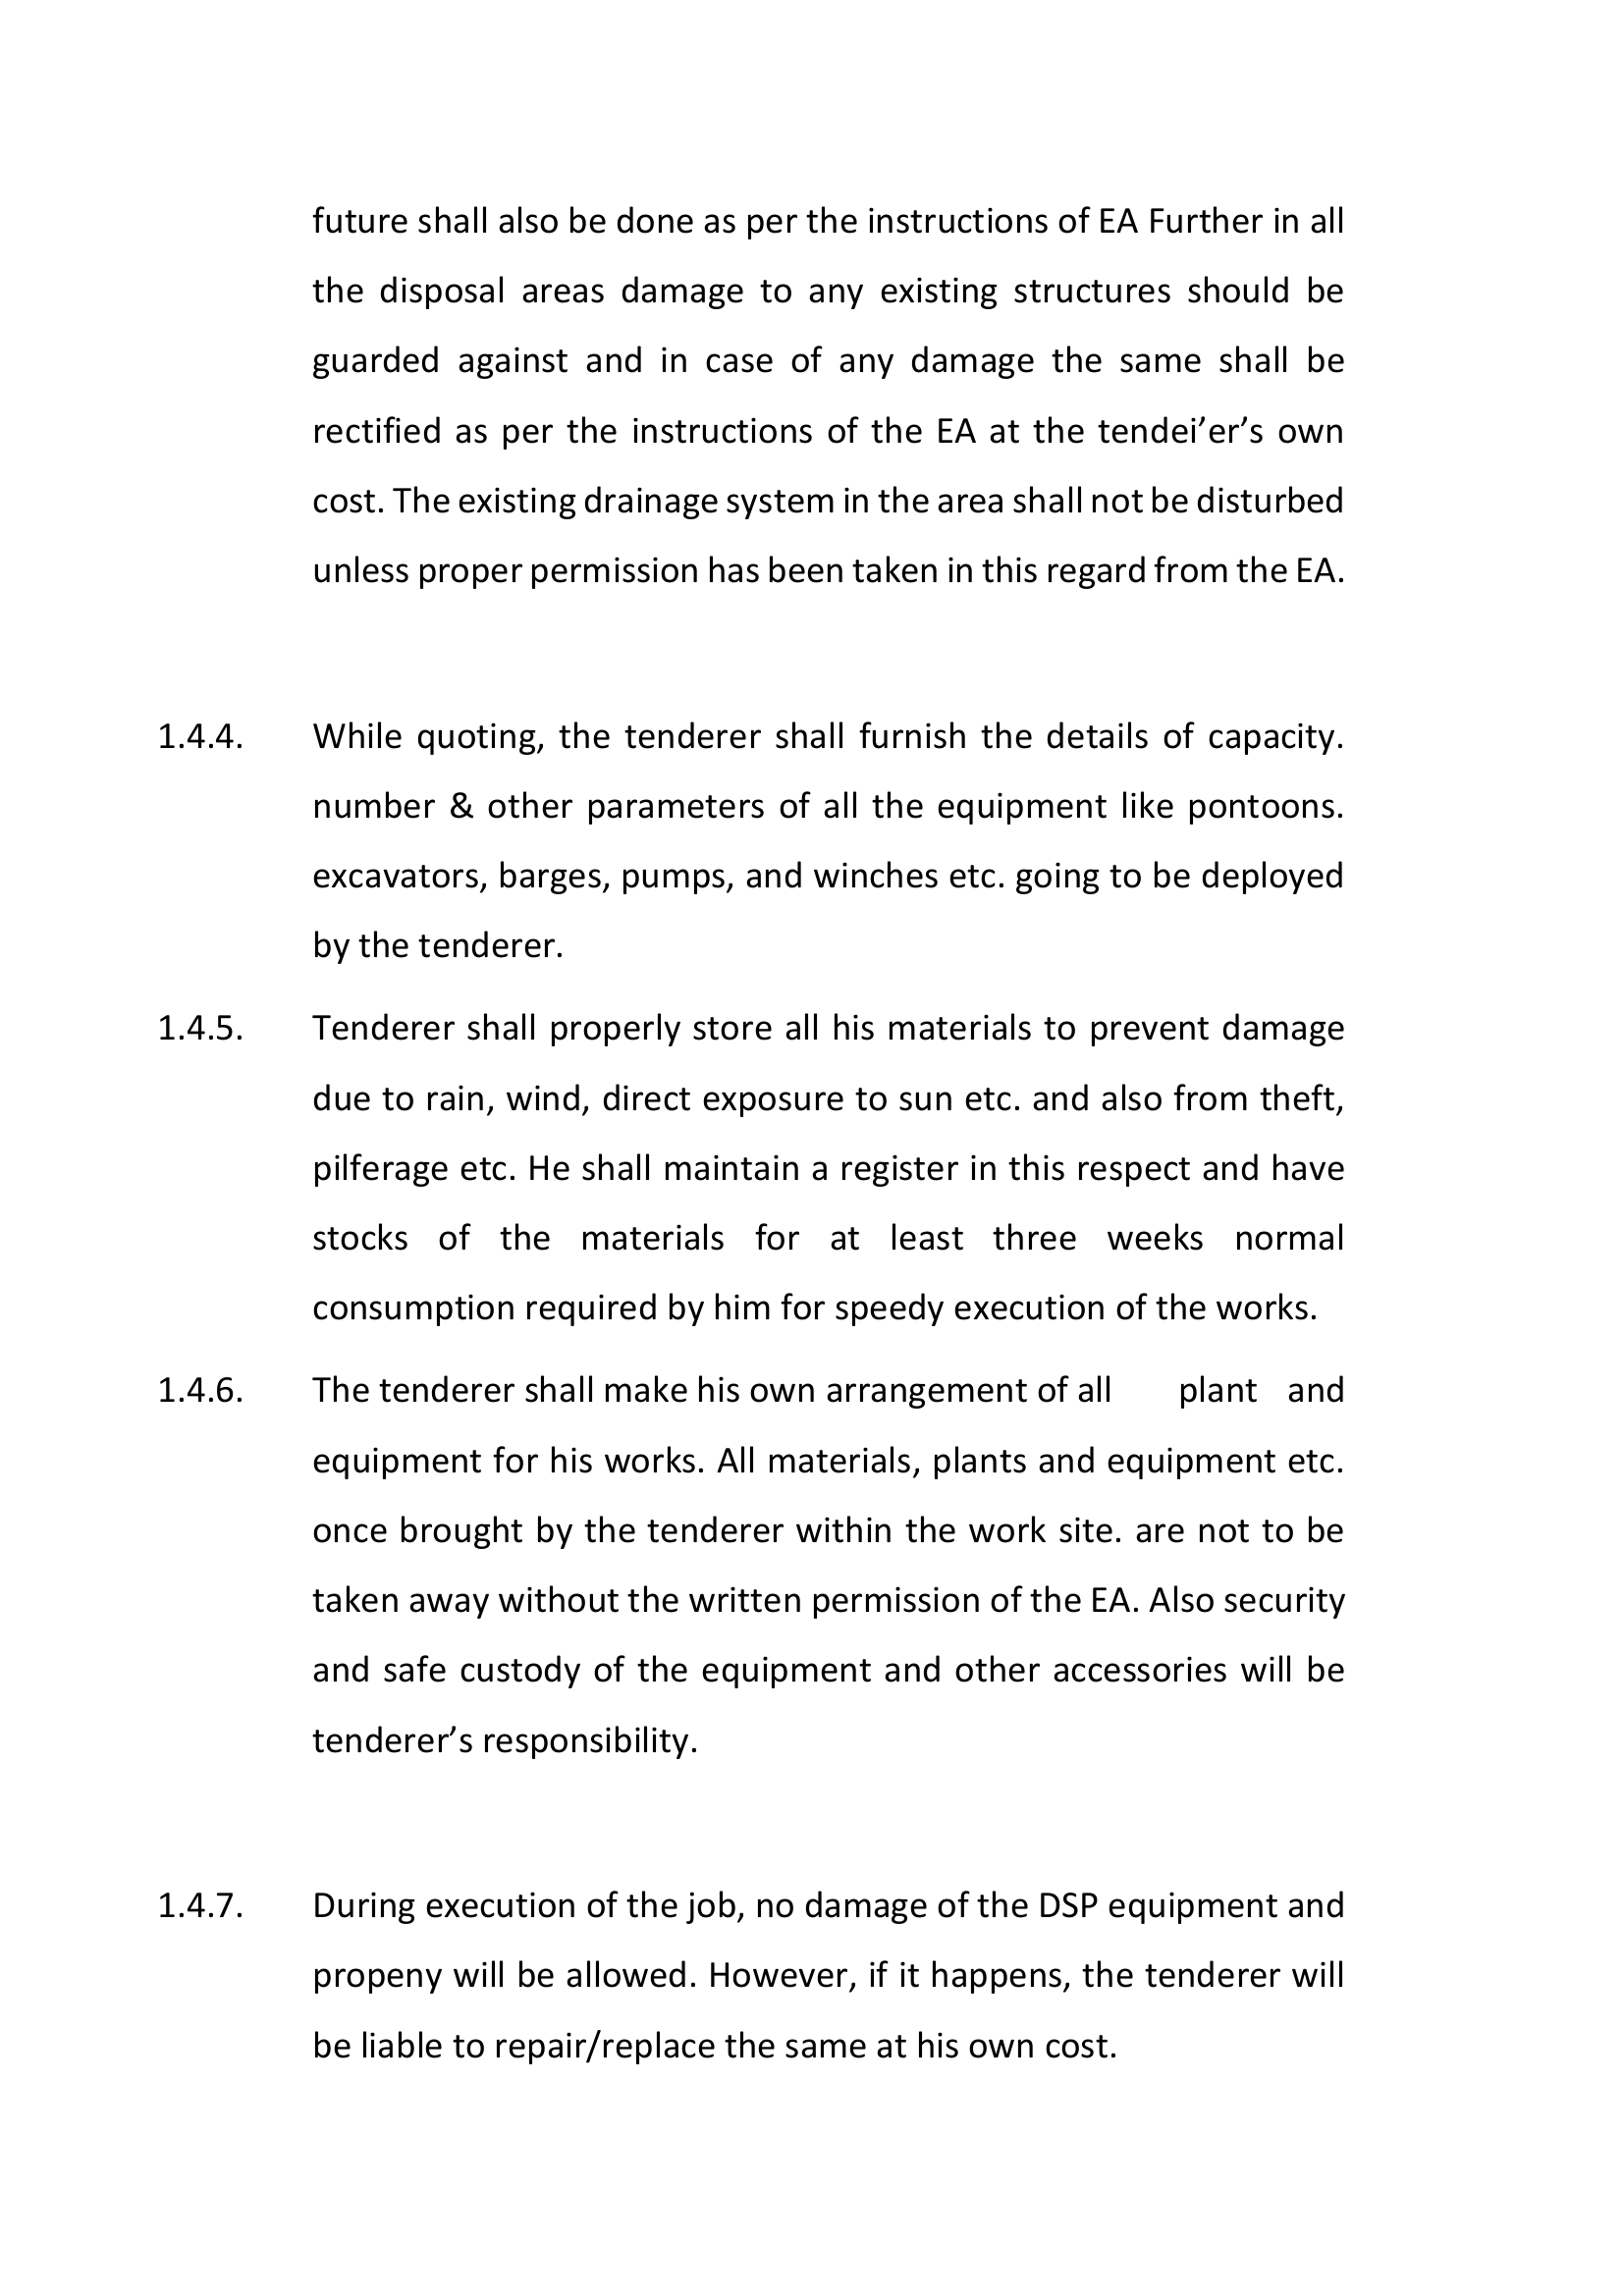 future shall also be done as per the instructions of EA Further in all
the disposal areas damage to any existing structures should be
guarded against and in case of any damage the same shall be
rectified as per the instructions of the EA at the tendei’er’s own
cost. The existing drainage system in the area shall not be disturbed
unless proper permission has been taken in this regard from the EA.
1.4.4. While quoting, the tenderer shall furnish the details of capacity.
number & other parameters of all the equipment like pontoons.
excavators, barges, pumps, and winches etc. going to be deployed
by the tenderer.
1.4.5. Tenderer shall properly store all his materials to prevent damage
due to rain, wind, direct exposure to sun etc. and also from theft,
pilferage etc. He shall maintain a register in this respect and have
stocks of the materials for at least three weeks normal
consumption required by him for speedy execution of the works.
1.4.6. The tenderer shall make his own arrangement of all plant and
equipment for his works. All materials, plants and equipment etc.
once brought by the tenderer within the work site. are not to be
taken away without the written permission of the EA. Also security
and safe custody of the equipment and other accessories will be
tenderer’s responsibility.
1.4.7. During execution of the job, no damage of the DSP equipment and
propeny will be allowed. However, if it happens, the tenderer will
be liable to repair/replace the same at his own cost.